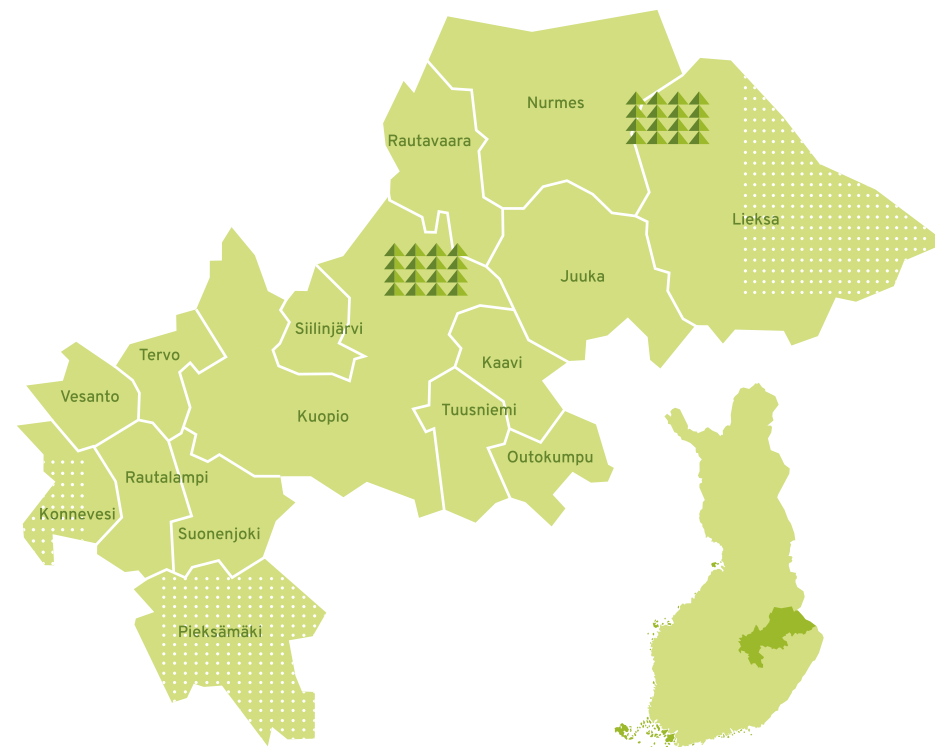 Nurmes
Rautavaara
Lieksa
Juuka
Siilinjärvi
Tervo
Kaavi
Vesanto
Tuusniemi
Kuopio
Outokumpu
Rautalampi
Konnevesi
Suonenjoki
Pieksämäki